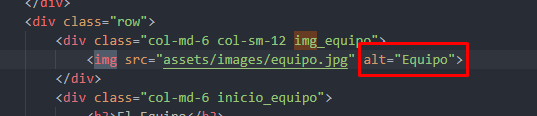 </div>
<div class="row">
<div class="col-md-6 col-sm-12 img_equipo">
<img src="assets/images/equipo.jpg" alt="Equipo">
</div>
<div class="col-md-6 inicio_equipo">
<h2>El Equipo</h2>